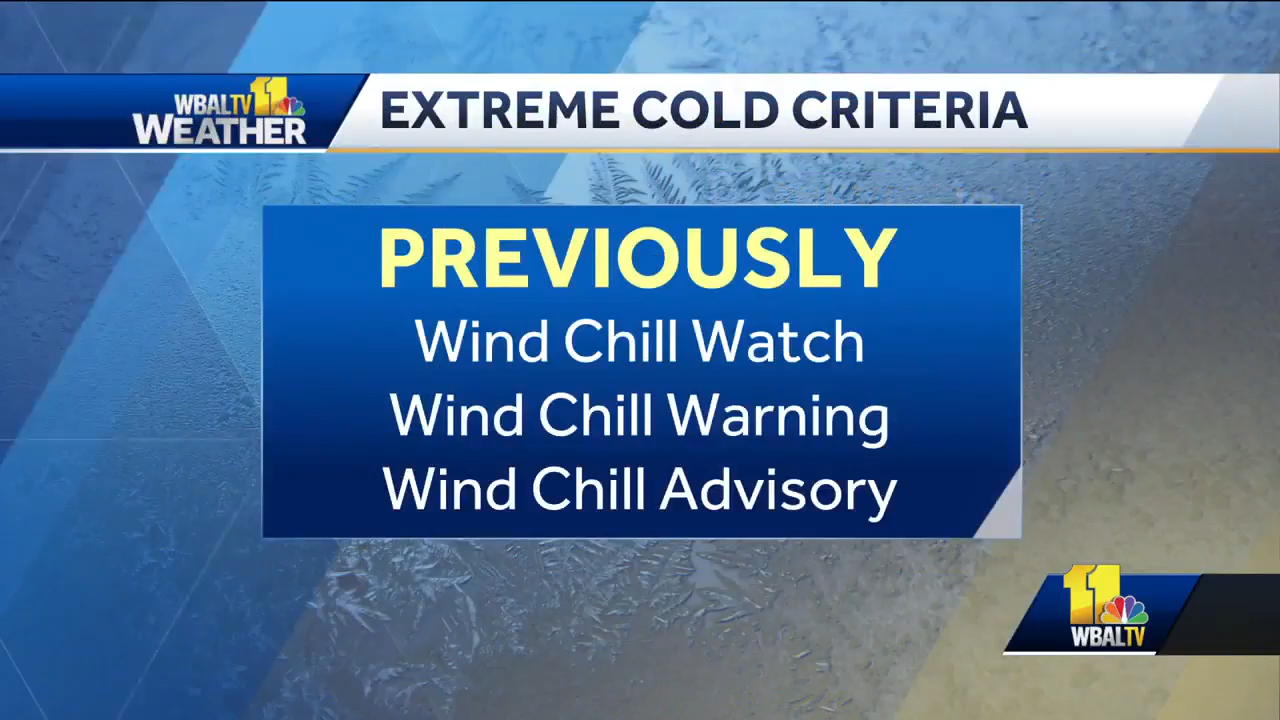 WBALTV 11
WEATHER
EXTREME COLD CRITERIA
PREVIOUSLY
Wind Chill Watch
Wind Chill Warning
Wind Chill Advisory
11
WBALTV